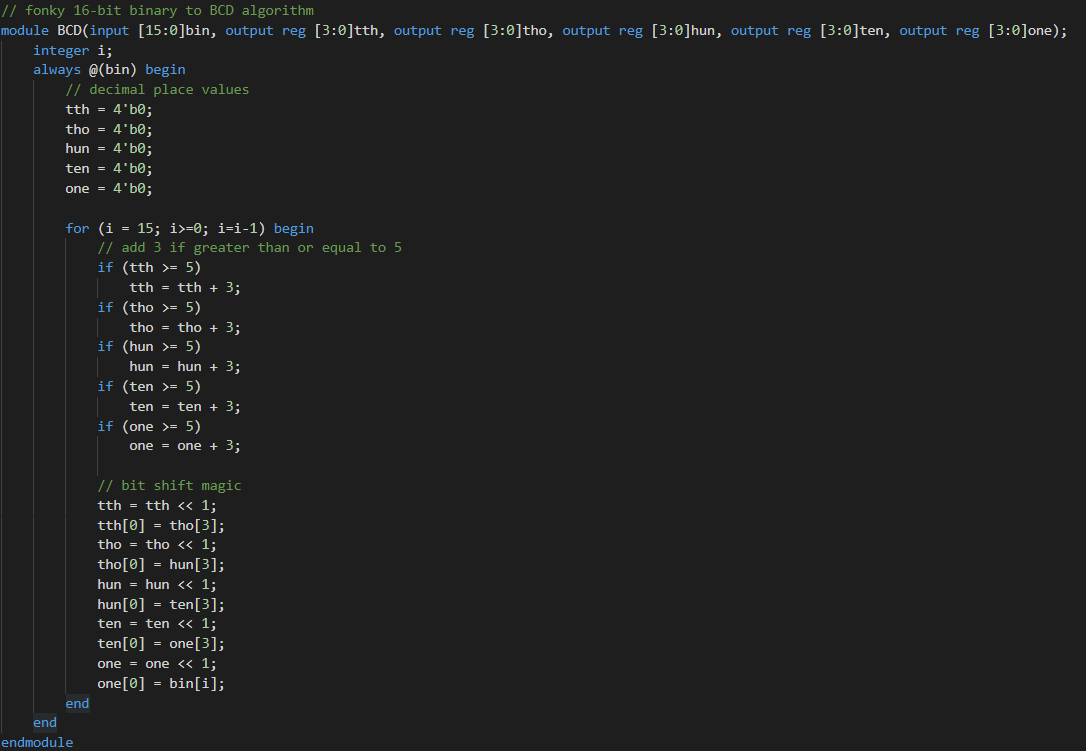 // fonky 16-bit binary to BCD algorithm
module BCD(input [15:0]bin, output reg [3:0]tth, output reg [3:0]tho, output reg [3:0]hun, output reg [3:0]ten, output reg [3:0]one);
    integer i;
    always @(bin) begin
        // decimal place values
        tth = 4'b0;
        tho = 4'b0;
        hun = 4'b0;
        ten = 4'b0;
        one = 4'b0;

        for (i = 15; i>=0; i=i-1) begin
            // add 3 if greater than or equal to 5
            if (tth >= 5)
                tth = tth + 3;
            if (tho >= 5)
                tho = tho + 3;
            if (hun >= 5)
                hun = hun + 3;
            if (ten >= 5)
                ten = ten + 3;
            if (one >= 5)
                one = one + 3;

            // bit shift magic
            tth = tth << 1;
            tth[0] = tho[3];
            tho = tho << 1;
            tho[0] = hun[3];
            hun = hun << 1;
            hun[0] = ten[3];
            ten = ten << 1;
            ten[0] = one[3];
            one = one << 1;
            one[0] = bin[i];
        end
    end
endmodule